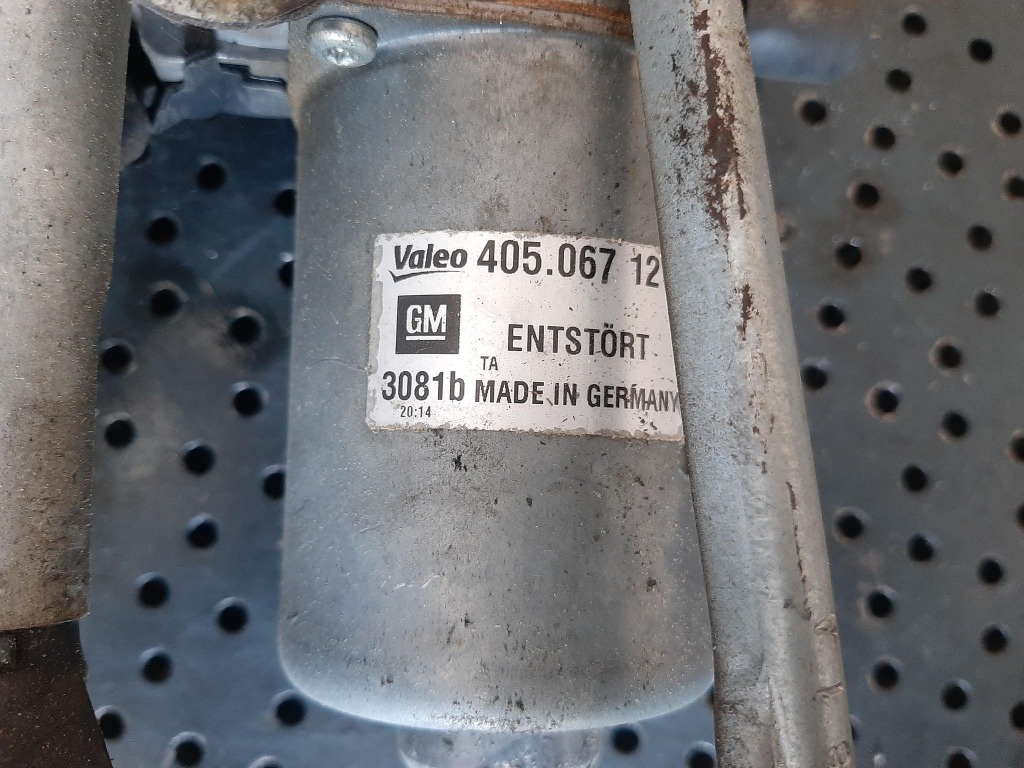 Valeo 405.067 12
GM
ENTSTÖRT
TA
3081b MADE IN GERMANY
20:14